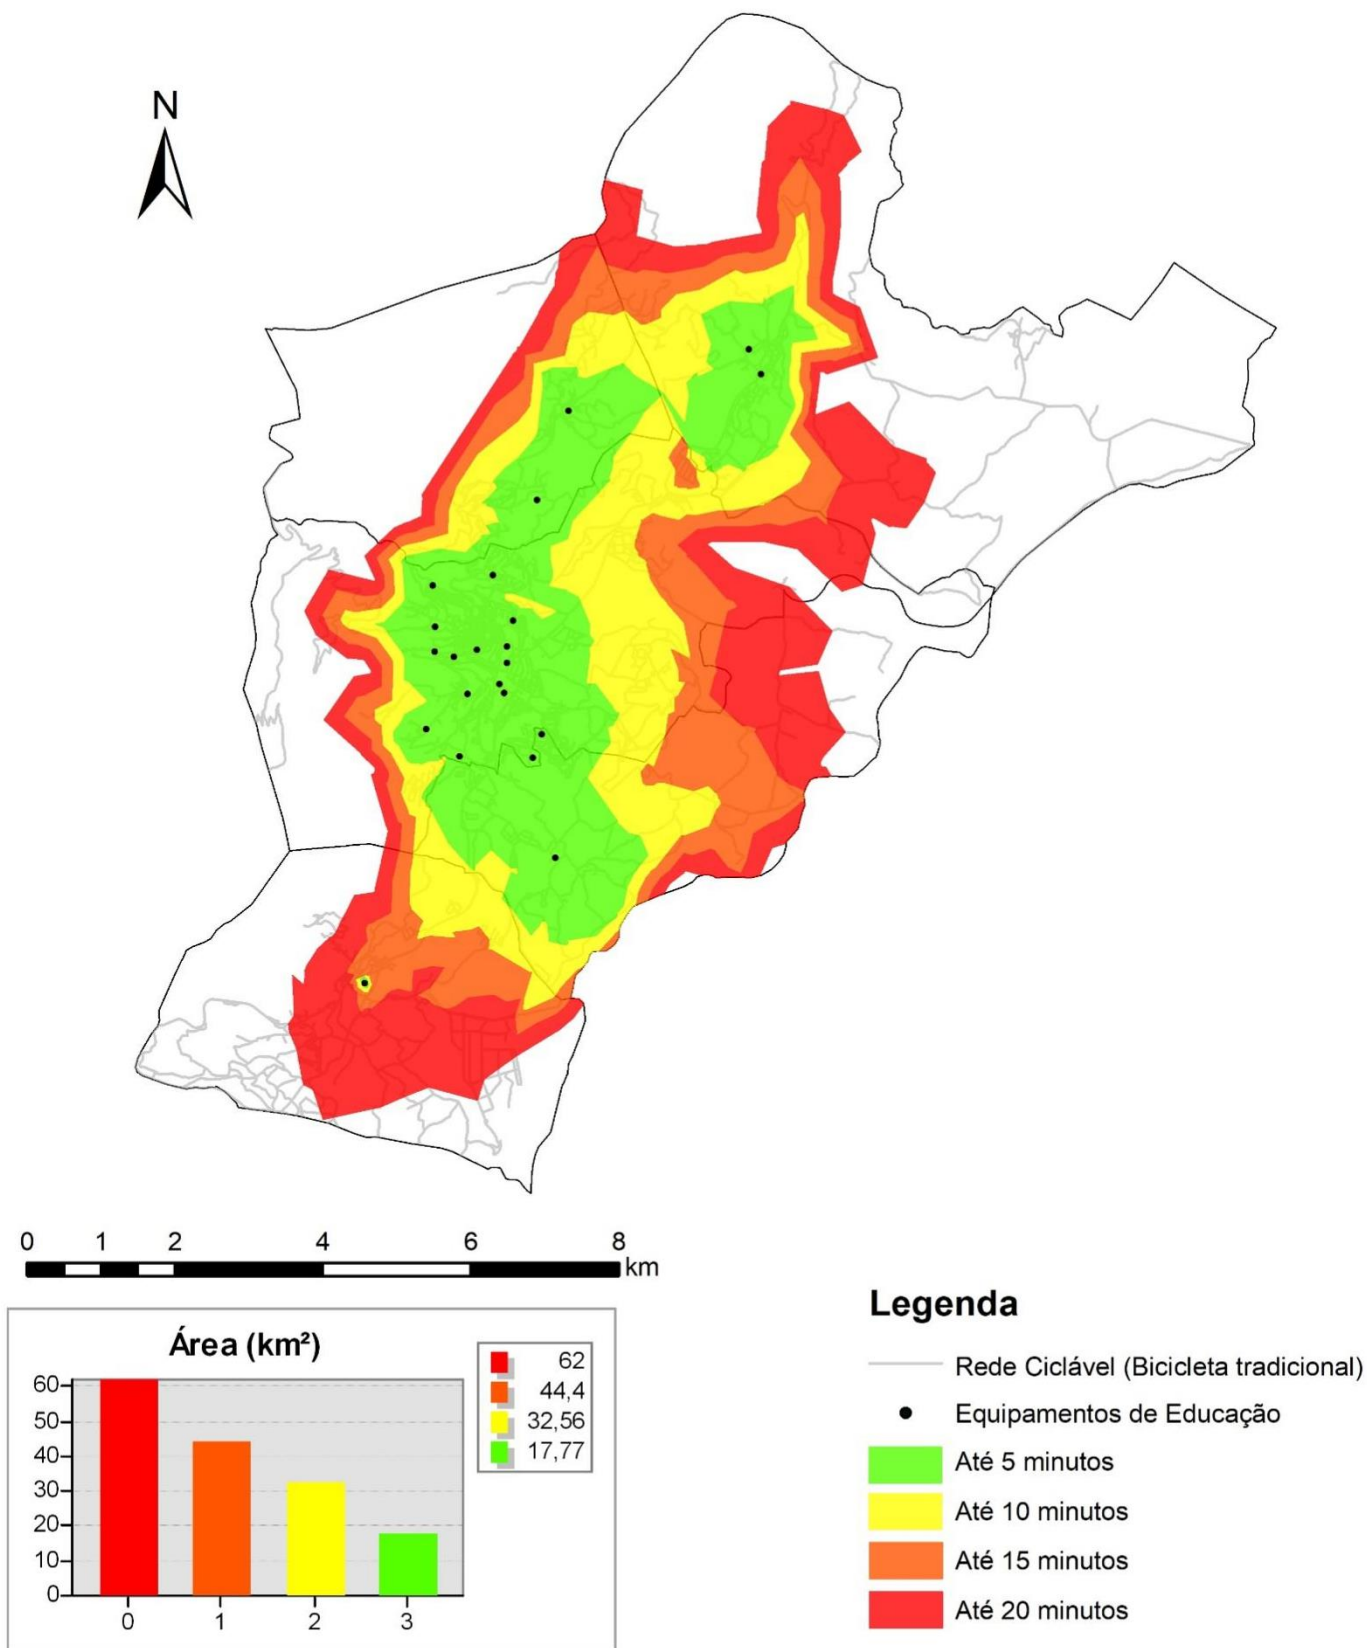 N
0 1 2 4 6 8
km
Área (km²)
60
50
40
30
20
10
0
0 1 2 3
62
44,4
32,56
17,77
Legenda
Rede Ciclável (Bicicleta tradicional)
Equipamentos de Educação
Até 5 minutos
Até 10 minutos
Até 15 minutos
Até 20 minutos